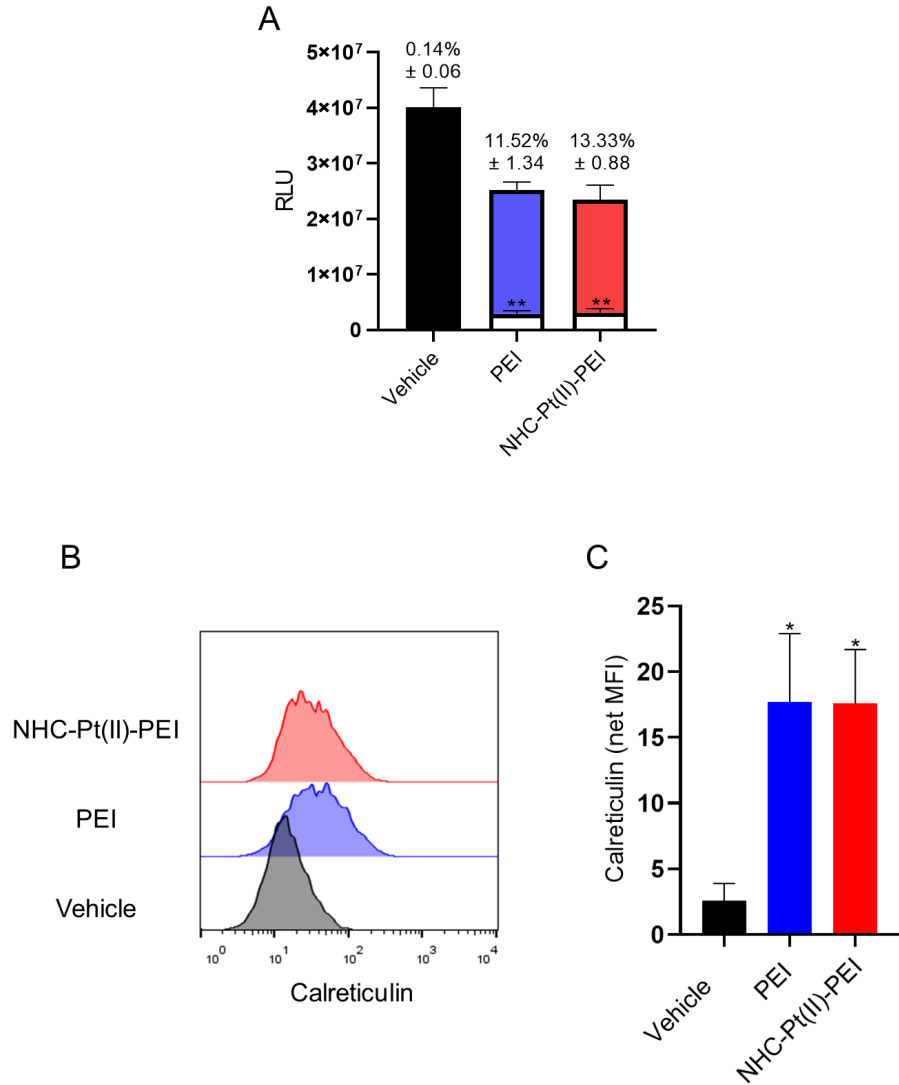 A
5×10⁷
4×10⁷
3×10⁷
2×10⁷
1×10⁷
0
RLU
0.14%
± 0.06
11.52%
± 1.34
13.33%
± 0.88
**
**
Vehicle
PEI
NHC-Pt(II)-PEI
B
NHC-Pt(II)-PEI
PEI
Vehicle
10⁰ 10¹ 10² 10³ 10⁴
Calreticulin
C
25
20
15
10
5
0
Calreticulin (net MFI)
*
*
Vehicle
PEI
NHC-Pt(II)-PEI